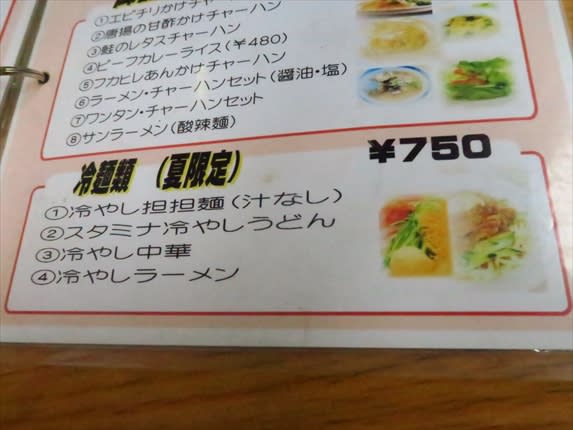 ①エビチリかけチャーハン
②唐揚の甘酢かけチャーハン
③鮭のレタスチャーハン
④ビーフカレーライス(¥480)
⑤フカヒレあんかけチャーハン
⑥ラーメン・チャーハンセット(醤油・塩)
⑦ワンタン・チャーハンセット
⑧サンラーメン(酸辣麺)
冷麺類 (夏限定) ¥750
①冷やし担担麺(汁なし)
②スタミナ冷やしうどん
③冷やし中華
④冷やしラーメン